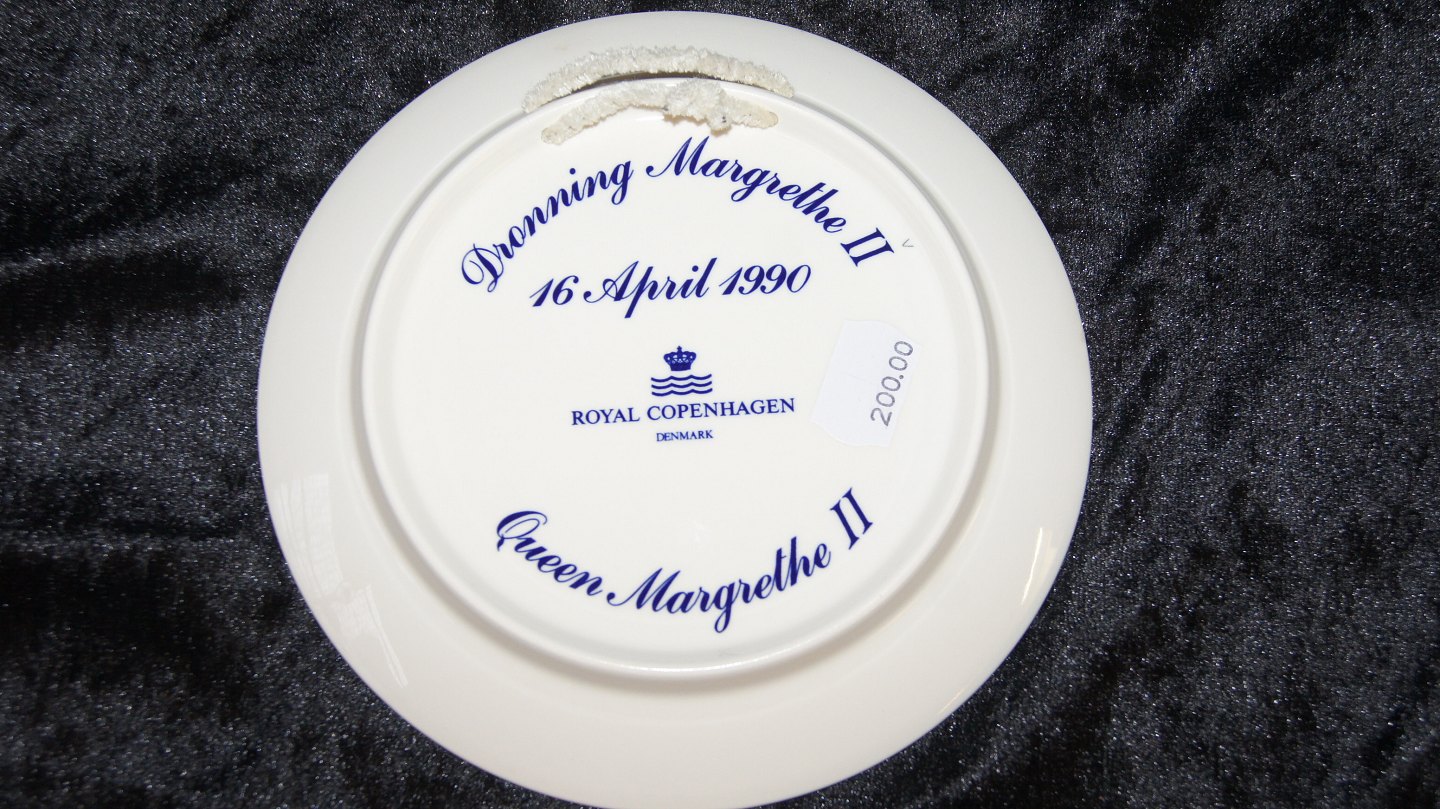 Dronning Margrethe II
16 April 1990
ROYAL COPENHAGEN
DENMARK
200.00
Queen Margrethe II